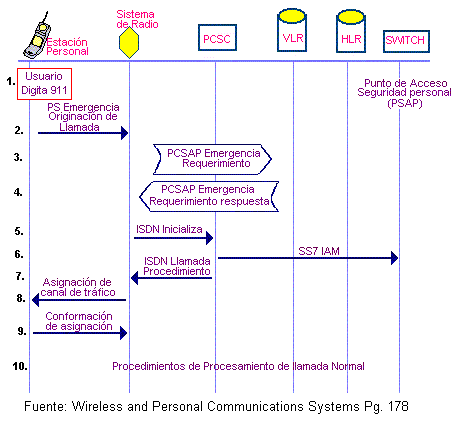 Estación
Personal
Sistema
de Radio
PCSC
VLR
HLR
SWITCH
1.
Usuario
Digita 911
Punto de Acceso
Seguridad personal
(PSAP)
2.
PS Emergencia
Originación de
Llamada
3.
PCSAP Emergencia
Requerimiento
4.
PCSAP Emergencia
Requerimiento respuesta
5.
ISDN Inicializa
6.
SS7 IAM
7.
ISDN Llamada
Procedimiento
8.
Asignación de
canal de tráfico
9.
Conformación
de asignación
10.
Procedimientos de Procesamiento de llamada Normal
Fuente: Wireless and Personal Communications Systems Pg. 178